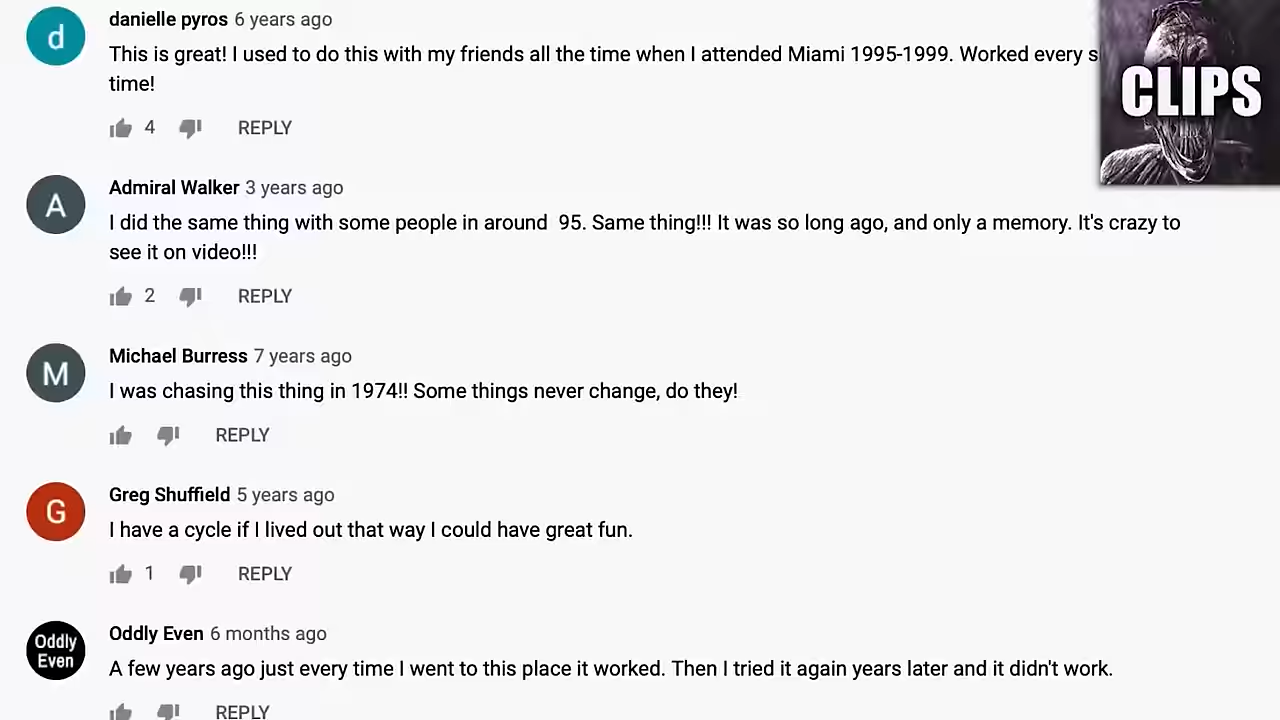 danielle pyros 6 years ago
This is great! I used to do this with my friends all the time when I attended Miami 1995-1999. Worked every
time!
4 REPLY
CLIPS
Admiral Walker 3 years ago
I did the same thing with some people in around 95. Same thing!!! It was so long ago, and only a memory. It's crazy to
see it on video!!!
2 REPLY
Michael Burress 7 years ago
I was chasing this thing in 1974!! Some things never change, do they!
REPLY
Greg Shuffield 5 years ago
I have a cycle if I lived out that way I could have great fun.
1 REPLY
Oddly Even 6 months ago
A few years ago just every time I went to this place it worked. Then I tried it again years later and it didn't work.
REPLY
d
A
M
G
Oddly
Even